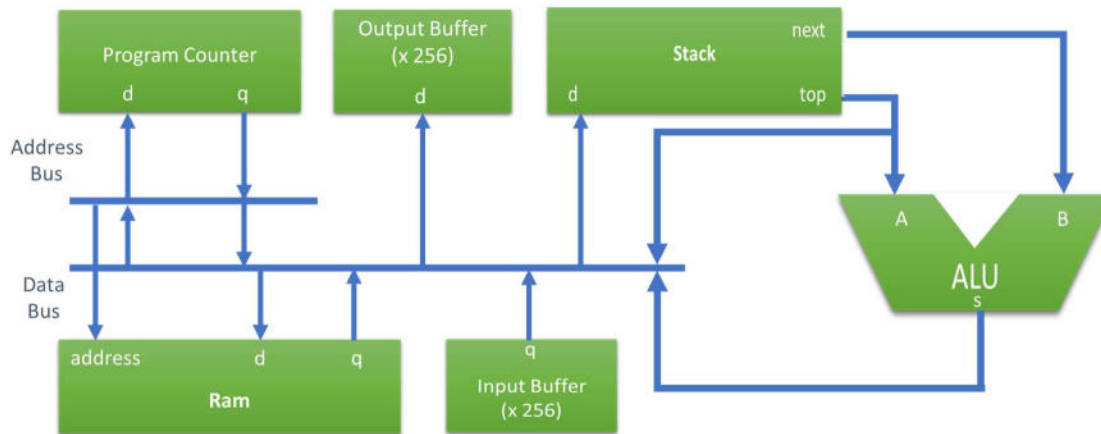 Program Counter
d
q
Output Buffer
(x 256)
d
next
Stack
d
top
Address
Bus
A
B
ALU
s
Data
Bus
address
d
q
Ram
q
Input Buffer
(x 256)